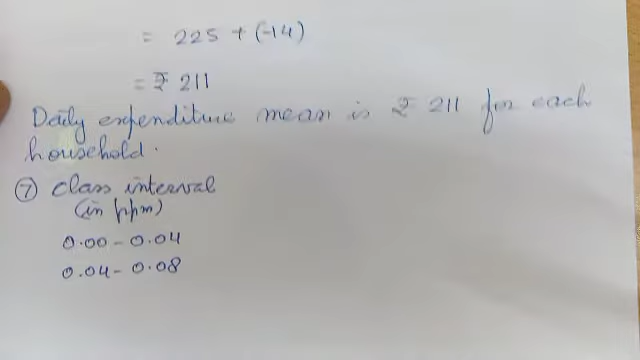 = 225 + (-14)
= ₹ 211
Daily expenditure mean is ₹ 211 for each
household.
⑦ Class interval
(in ppm)
0.00 - 0.04
0.04 - 0.08